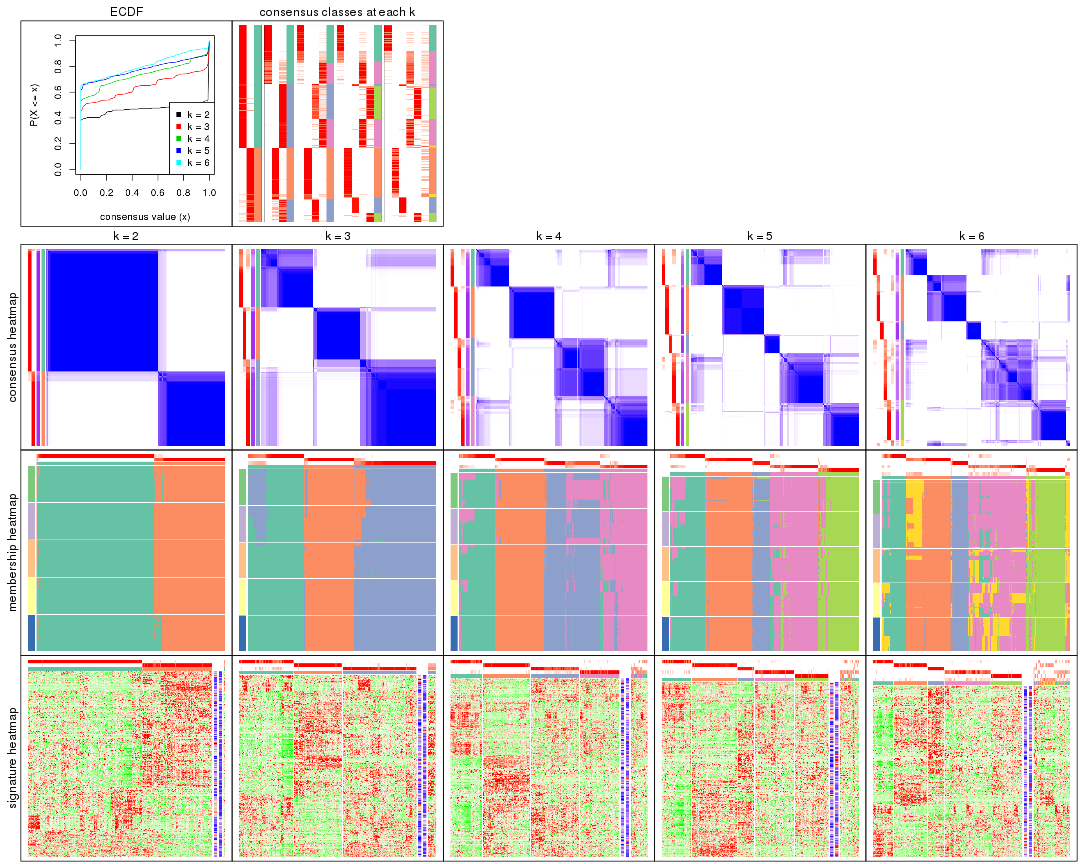 ECDF
consensus classes at each k
P(X <= x)
0.0 0.2 0.4 0.6 0.8 1.0
k = 2
k = 3
k = 4
k = 5
k = 6
0.0 0.2 0.4 0.6 0.8 1.0
consensus value (x)
k = 2 k = 3 k = 4 k = 5 k = 6
consensus heatmap
membership heatmap
signature heatmap